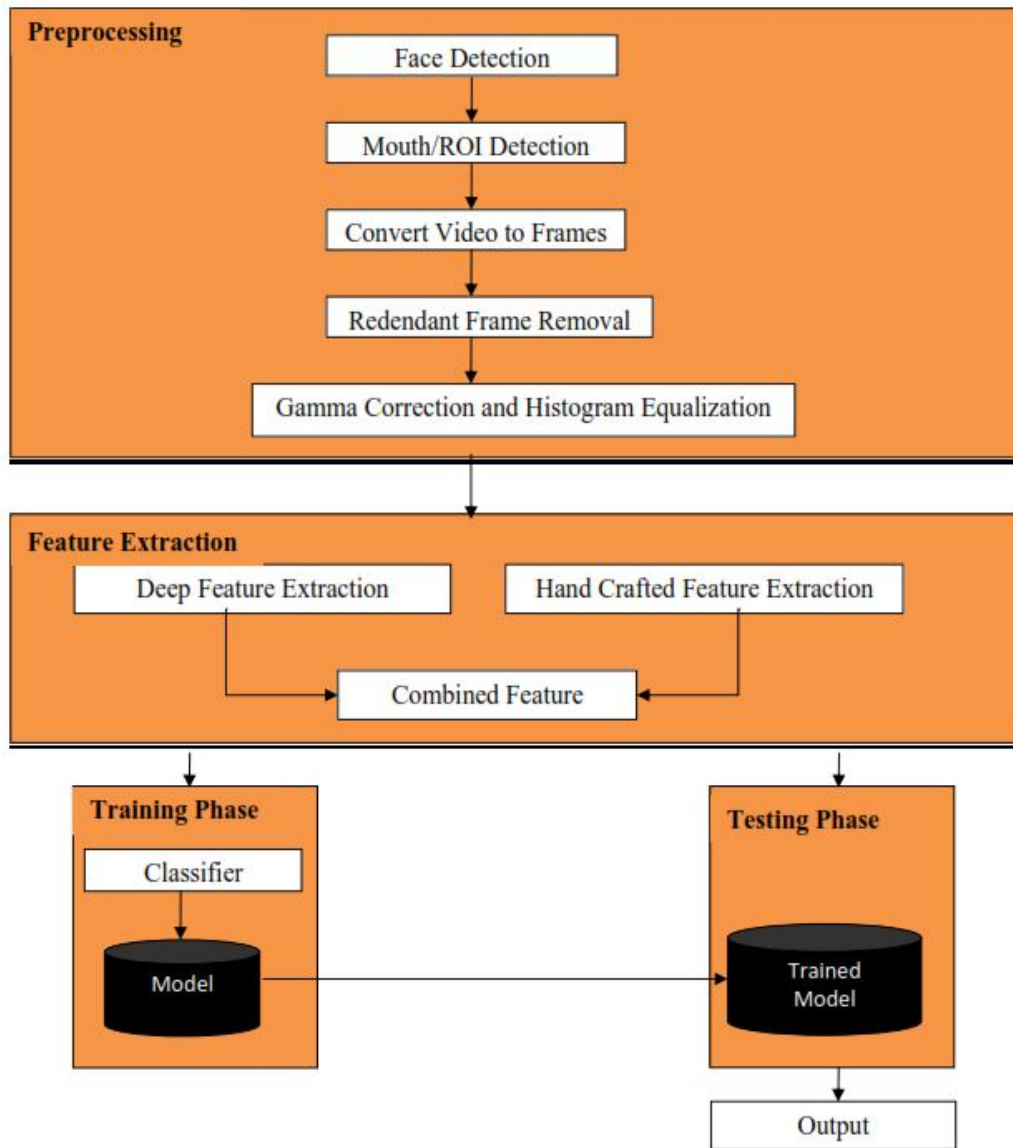 Preprocessing
Face Detection
Mouth/ROI Detection
Convert Video to Frames
Redendant Frame Removal
Gamma Correction and Histogram Equalization
Feature Extraction
Deep Feature Extraction
Hand Crafted Feature Extraction
Combined Feature
Training Phase
Classifier
Model
Testing Phase
Trained
Model
Output